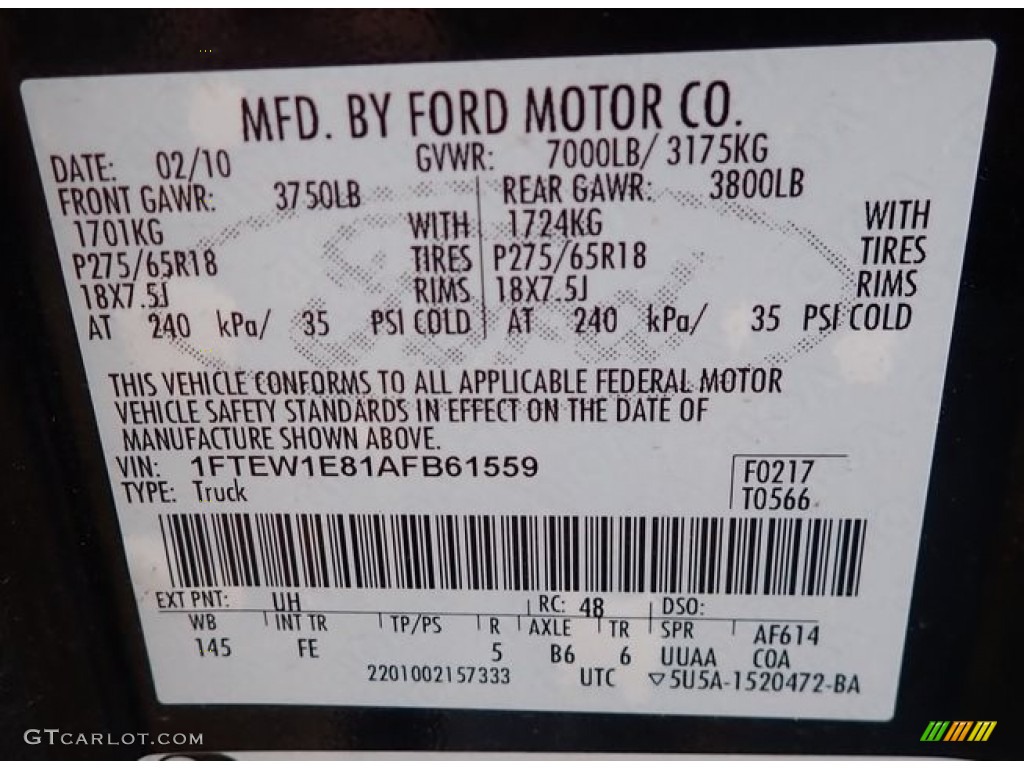 MFD. BY FORD MOTOR CO.
DATE: 02/10 GVWR: 7000LB/ 3175KG
FRONT GAWR: 3750LB REAR GAWR: 3800LB
1701KG WITH 1724KG WITH
P275/65R18 TIRES P275/65R18 TIRES
18X7.5J RIMS 18X7.5J RIMS
AT 240 kPa/ 35 PSI COLD AT 240 kPa/ 35 PSI COLD
THIS VEHICLE CONFORMS TO ALL APPLICABLE FEDERAL MOTOR
VEHICLE SAFETY STANDARDS IN EFFECT ON THE DATE OF
MANUFACTURE SHOWN ABOVE.
VIN: 1FTEW1E81AFB61559 F0217
TYPE: Truck T0566
EXT PNT: UH RC: 48 DSO:
WB INT TR TP/PS R AXLE TR SPR AF614
145 FE 5 B6 6 UUAA COA
2201002157333 UTC ▽5U5A-1520472-BA
GTCARLOT.COM